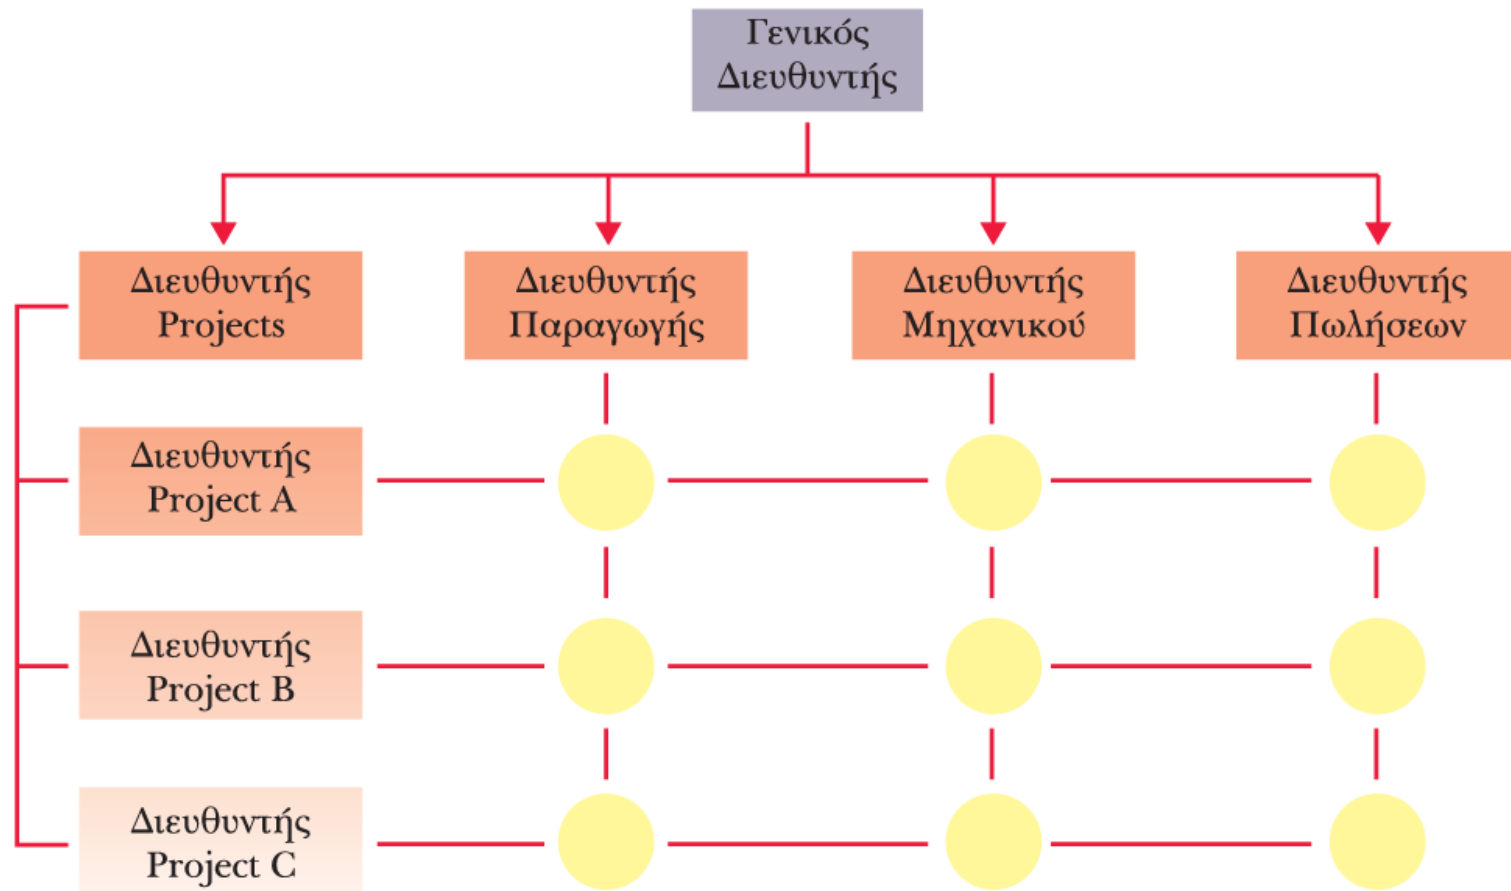 Γενικός
Διευθυντής
Διευθυντής
Projects
Διευθυντής
Παραγωγής
Διευθυντής
Μηχανικού
Διευθυντής
Πωλήσεων
Διευθυντής
Project A
Διευθυντής
Project B
Διευθυντής
Project C